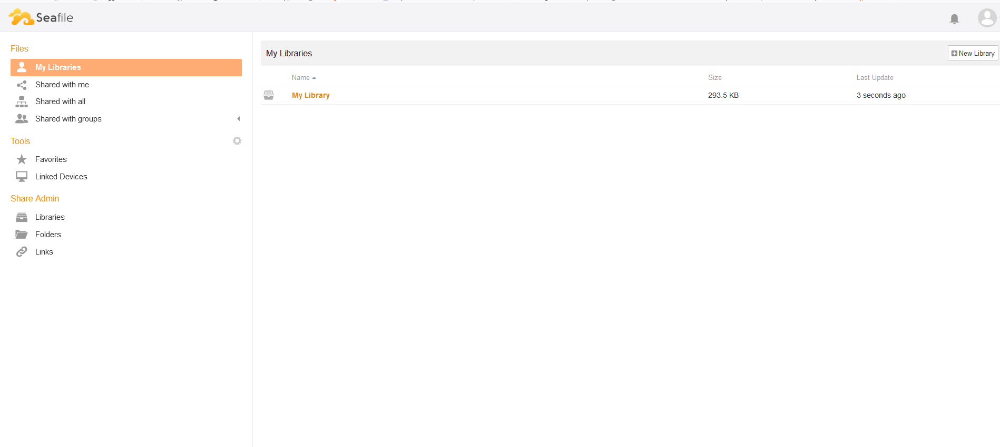 Seafile
Files
My Libraries
Shared with me
Shared with all
Shared with groups
Tools
Favorites
Linked Devices
Share Admin
Libraries
Folders
Links
My Libraries
New Library
Name Size Last Update
My Library 293.5 KB 3 seconds ago